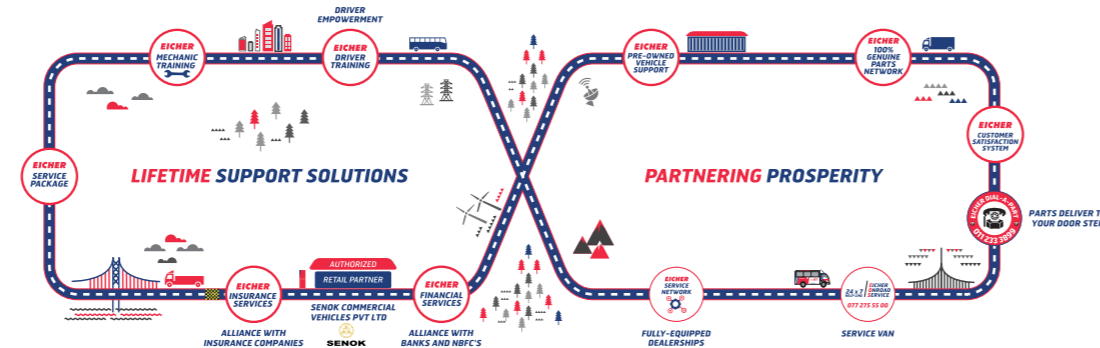 DRIVER
EMPOWERMENT
EICHER
MECHANIC
TRAINING
EICHER
DRIVER
TRAINING
EICHER
PRE-OWNED
VEHICLE
SUPPORT
EICHER
100%
GENUINE
PARTS
NETWORK
EICHER
CUSTOMER
SATISFACTION
SYSTEM
EICHER
SERVICE
PACKAGE
LIFETIME SUPPORT SOLUTIONS
PARTNERING PROSPERITY
EICHER DIAL-A-PART
011 233 3899
PARTS DELIVER T
YOUR DOOR STE
EICHER
INSURANCE
SERVICES
ALLIANCE WITH
INSURANCE COMPANIES
AUTHORIZED
RETAIL PARTNER
SENOK COMMERCIAL
VEHICLES PVT LTD
SENOK
EICHER
FINANCIAL
SERVICES
ALLIANCE WITH
BANKS AND NBFC'S
EICHER
SERVICE
NETWORK
FULLY-EQUIPPED
DEALERSHIPS
24 x 7
EICHER
ONROAD
SERVICE
077 275 55 00
SERVICE VAN